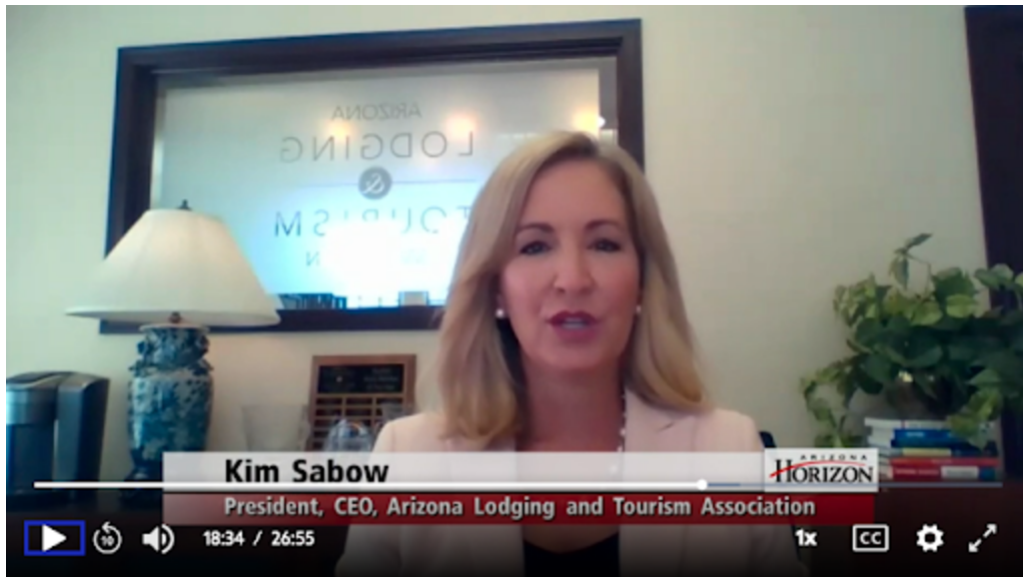 ARIZONA
LODGING
&
TOURISM
Kim Sabow
ARIZONA
HORIZON
President, CEO, Arizona Lodging and Tourism Association
10
18:34 / 26:55
1x
CC